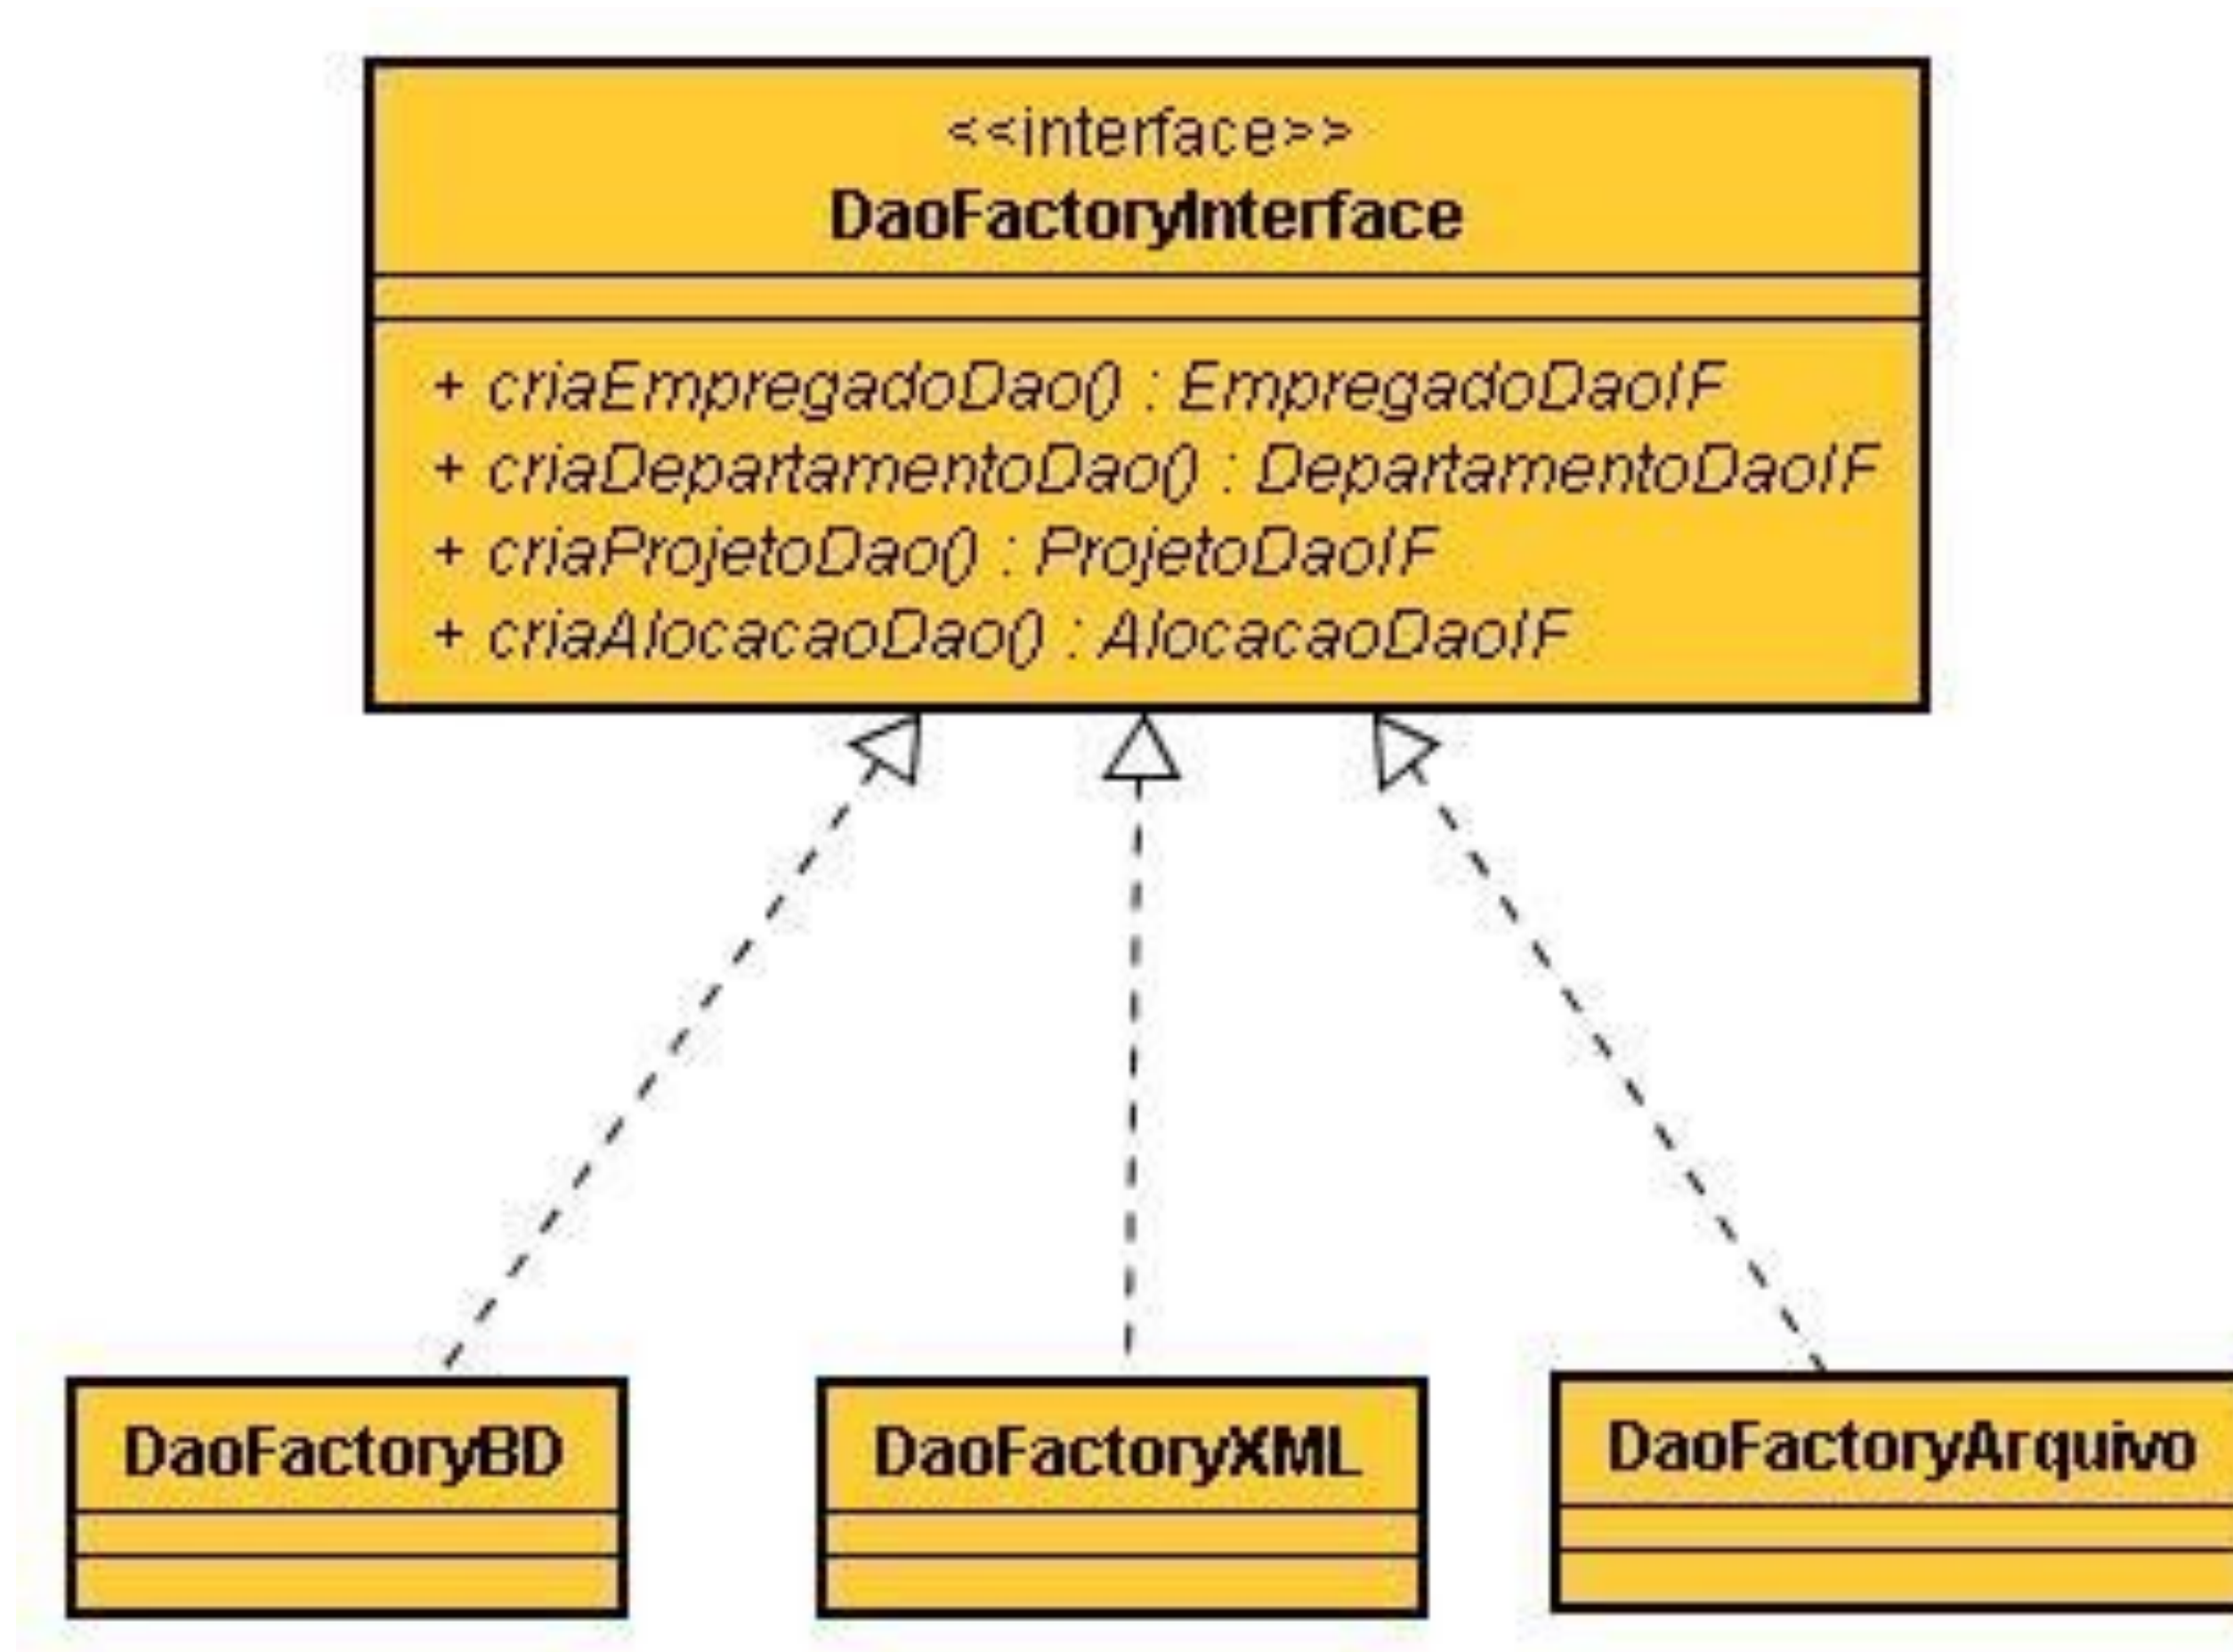 <<interface>>
DaoFactoryInterface
+ criaEmpregadoDao() : EmpregadoDaoIF
+ criaDepartamentoDao() : DepartamentoDaoIF
+ criaProjetoDao() : ProjetoDaoIF
+ criaAlocacaoDao() : AlocacaoDaoIF
DaoFactoryBD
DaoFactoryXML
DaoFactoryArquivo